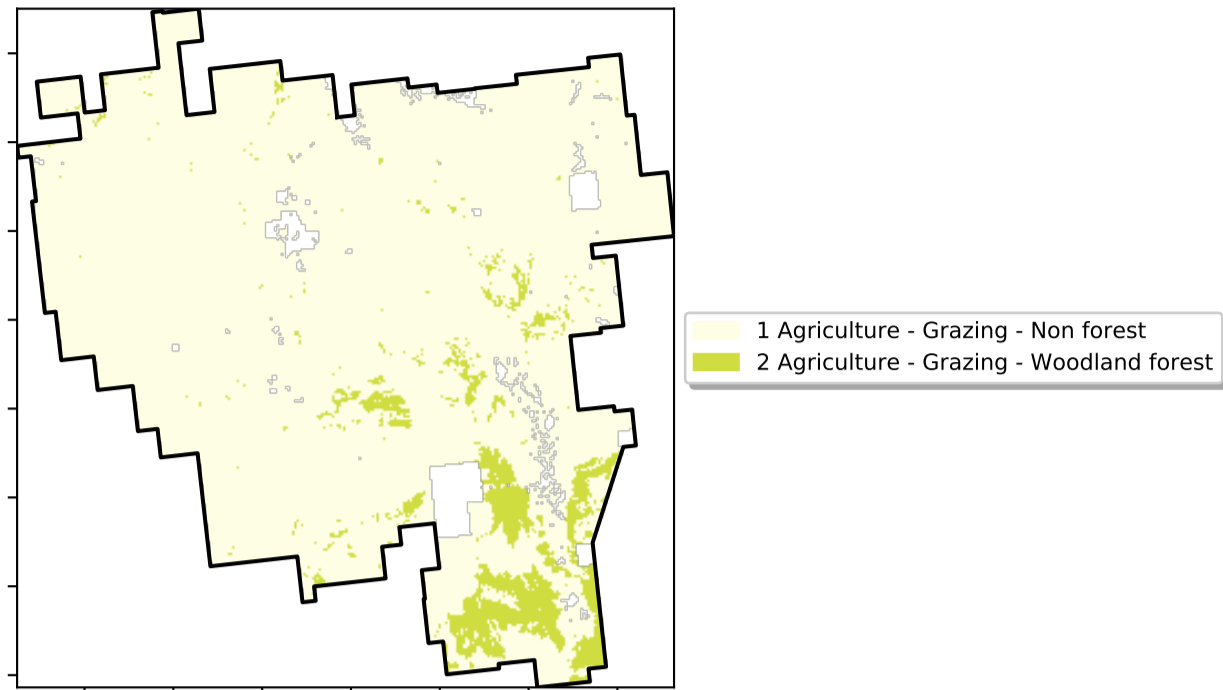 1 Agriculture - Grazing - Non forest
2 Agriculture - Grazing - Woodland forest